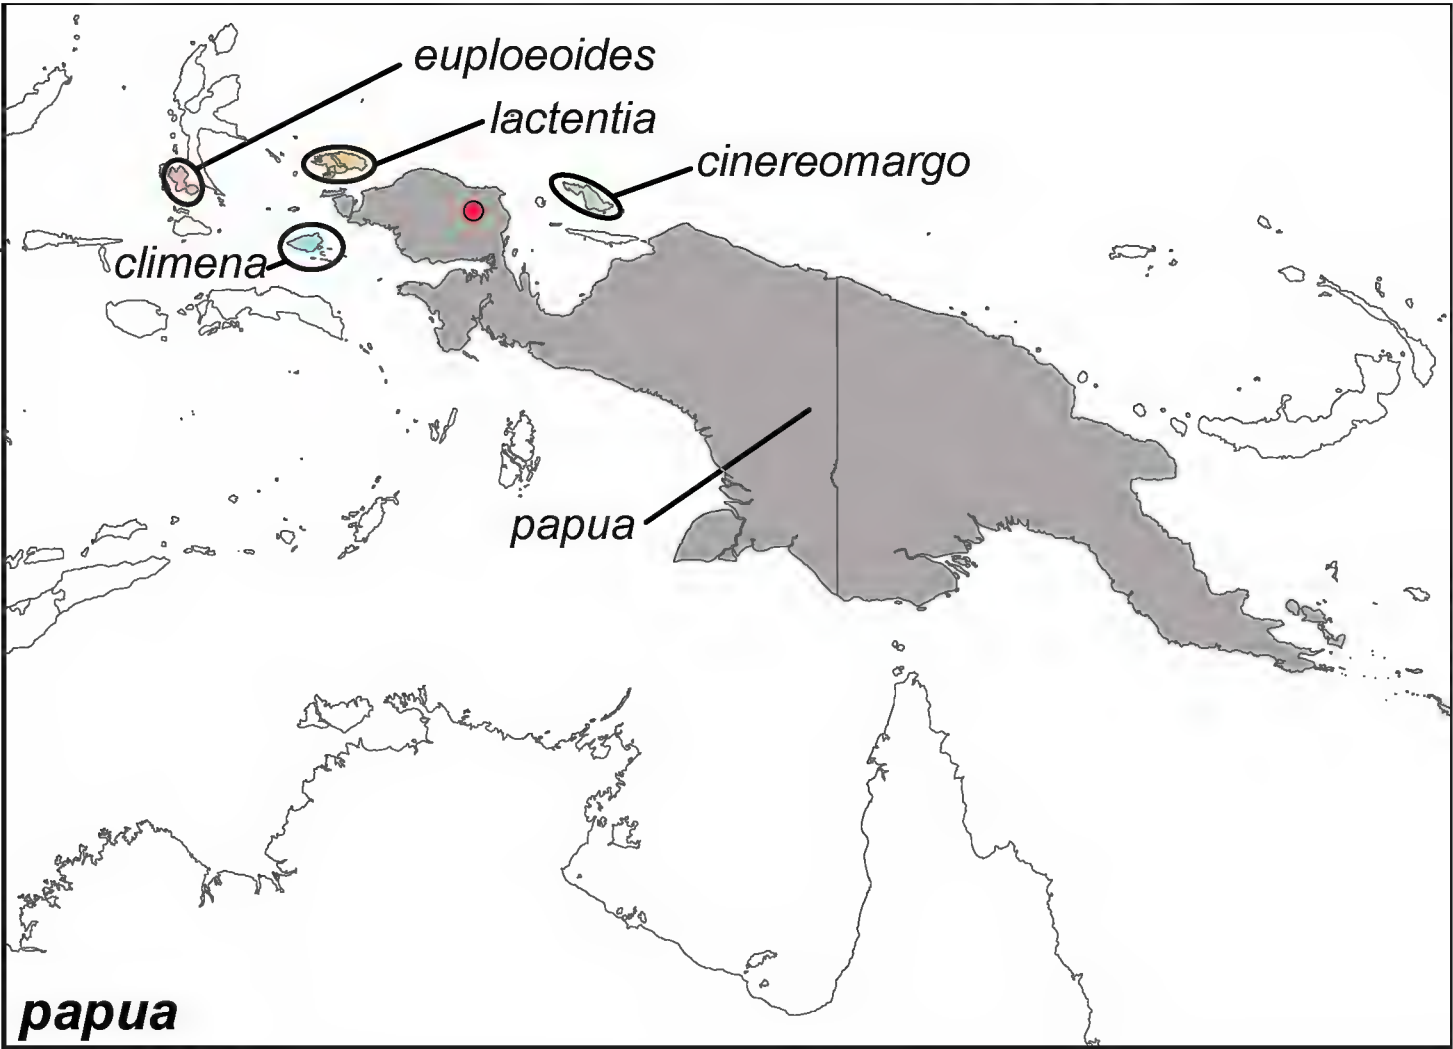 euploeoides
lactentia
cinereomargo
climena
papua
papua